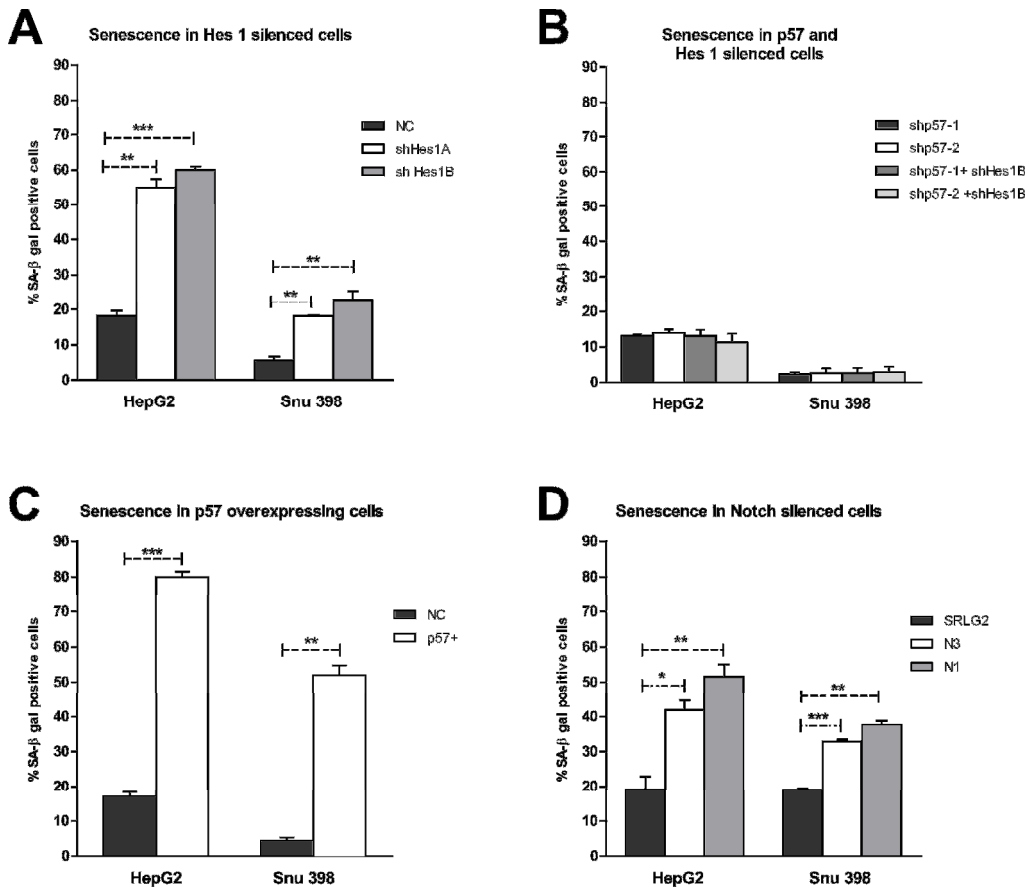 A
Senescence in Hes 1 silenced cells
% SA-β gal positive cells
90
80
70
60
50
40
30
20
10
0
***
**
**
**
NC
shHes1A
sh Hes1B
HepG2
Snu 398
B
Senescence in p57 and
Hes 1 silenced cells
% SA-β gal positive cells
90
80
70
60
50
40
30
20
10
0
shp57-1
shp57-2
shp57-1+ shHes1B
shp57-2 +shHes1B
HepG2
Snu 398
C
Senescence in p57 overexpressing cells
% SA-β gal positive cells
90
80
70
60
50
40
30
20
10
0
***
**
NC
p57+
HepG2
Snu 398
D
Senescence in Notch silenced cells
% SA-β gal positive cells
90
80
70
60
50
40
30
20
10
0
**
*
**
***
SRLG2
N3
N1
HepG2
Snu 398